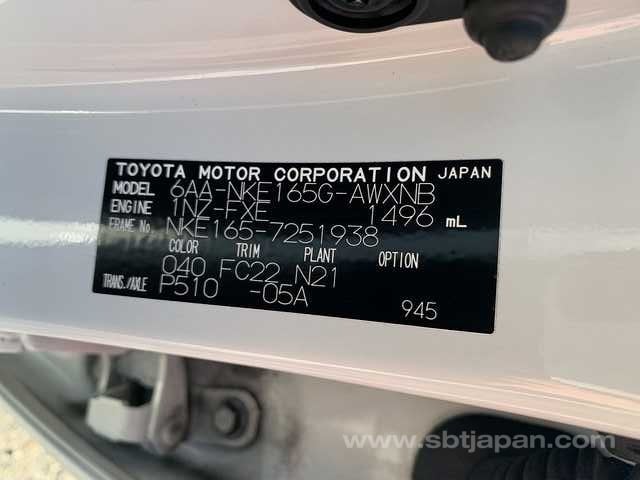 TOYOTA MOTOR CORPORATION JAPAN
MODEL 6AA-NKE165G-AWXNB
ENGINE 1NZ-FXE 1496 mL
FRAME No. NKE165-7251938
COLOR TRIM PLANT OPTION
040 FC22 N21
TRANS./AXLE P510 -05A
945
www.sbtjapan.com